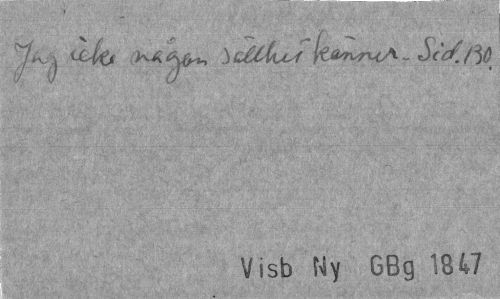 Jag icke någon sällhet känner. Sid. 130.
Visb Ny GBg 1847